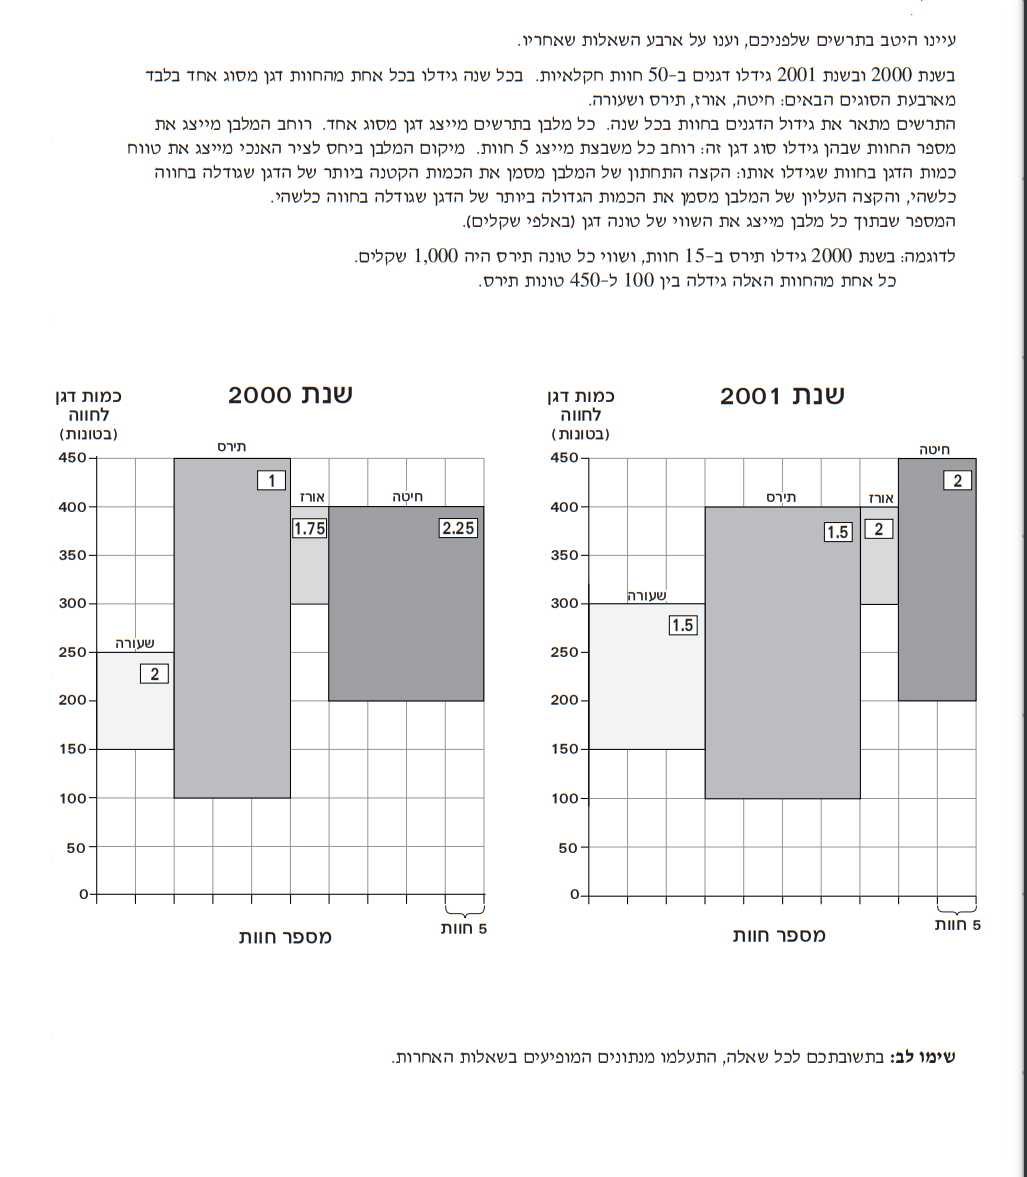 עיינו היטב בתרשים שלפניכם, וענו על ארבע השאלות שאחריו.
בשנת 2000 ובשנת 2001 גידלו דגנים ב-50 חוות חקלאיות. בכל שנה גידלו בכל אחת מהחוות דגן מסוג אחד בלבד
מארבעת הסוגים הבאים: חיטה, אורז, תירס ושעורה.
התרשים מתאר את גידול הדגנים בחוות בכל שנה. כל מלבן בתרשים מייצג דגן מסוג אחד. רוחב המלבן מייצג את
מספר החוות שבהן גידלו סוג דגן זה: רוחב כל משבצת מייצג 5 חוות. מיקום המלבן ביחס לציר האנכי מייצג את טווח
כמות הדגן בחוות שגידלו אותו: הקצה התחתון של המלבן מסמן את הכמות הקטנה ביותר של הדגן שגודלה בחווה
כלשהי, והקצה העליון של המלבן מסמן את הכמות הגדולה ביותר של הדגן שגודלה בחווה כלשהי.
המספר שבתוך כל מלבן מייצג את השווי של טונה דגן (באלפי שקלים).
לדוגמה: בשנת 2000 גידלו תירס ב-15 חוות, ושווי כל טונה תירס היה 1,000 שקלים.
כל אחת מהחוות האלה גידלה בין 100 ל-450 טונות תירס.
שנת 2000
כמות דגן
לחווה
(בטונות)
450
400
350
300
250
200
150
100
50
0
תירס
1
אורז
1.75
חיטה
2.25
שעורה
2
5 חוות
מספר חוות
שנת 2001
כמות דגן
לחווה
(בטונות)
450
400
350
300
250
200
150
100
50
0
חיטה
2
אורז
2
תירס
1.5
שעורה
1.5
5 חוות
מספר חוות
שימו לב: בתשובתכם לכל שאלה, התעלמו מנתונים המופיעים בשאלות האחרות.